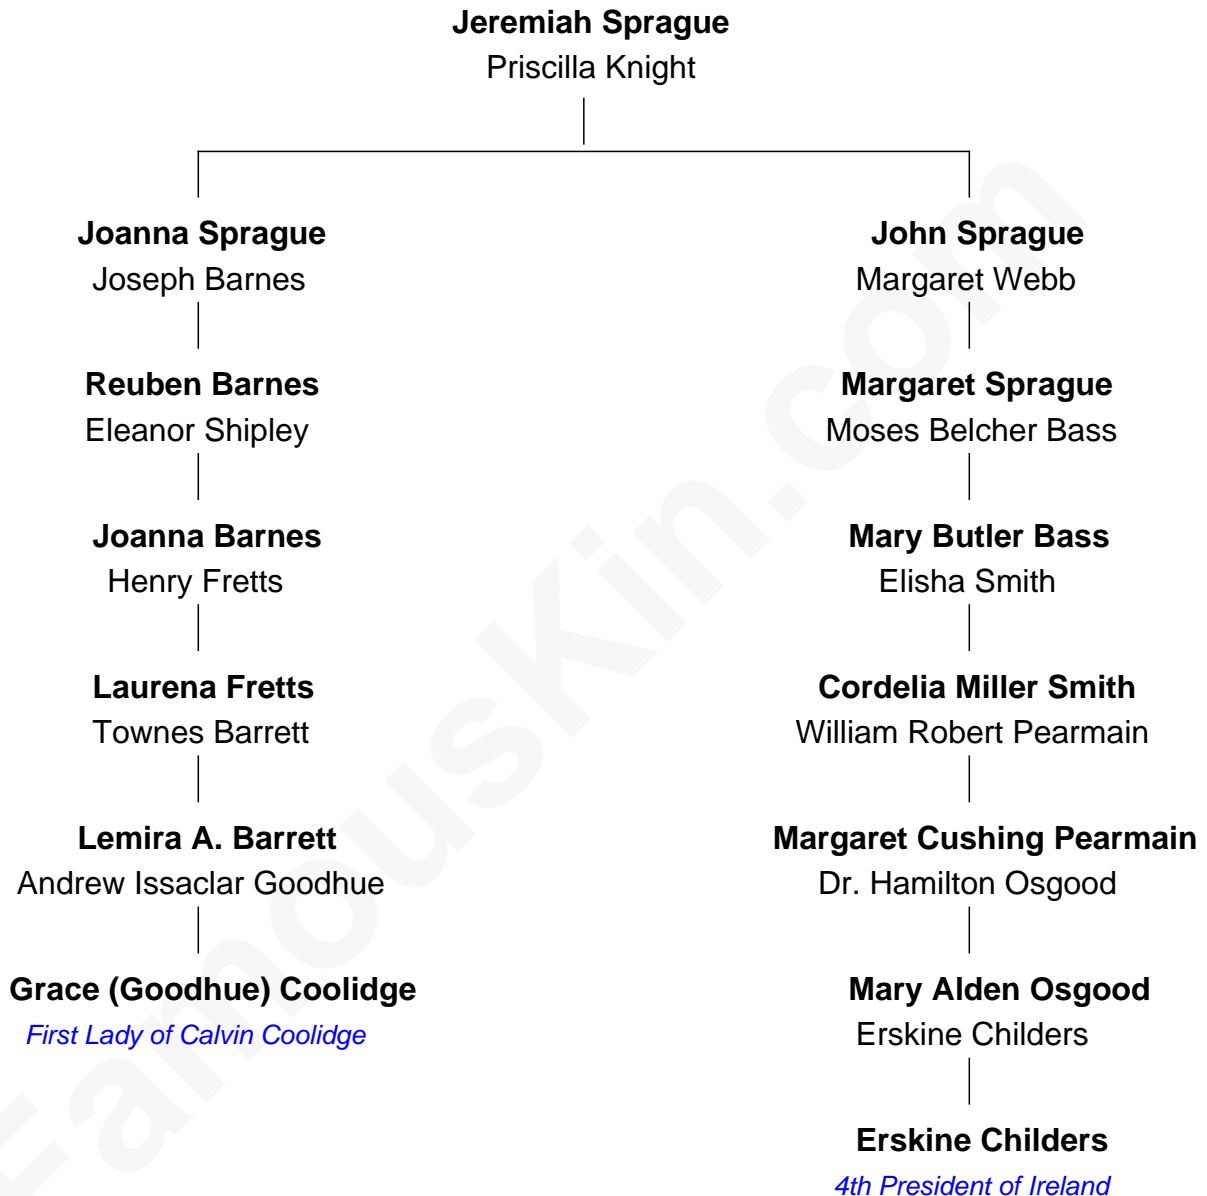 Jeremiah Sprague
Priscilla Knight
Joanna Sprague
Joseph Barnes
John Sprague
Margaret Webb
Reuben Barnes
Eleanor Shipley
Margaret Sprague
Moses Belcher Bass
Joanna Barnes
Henry Fretts
Mary Butler Bass
Elisha Smith
Laurena Fretts
Townes Barrett
Cordelia Miller Smith
William Robert Pearmain
Lemira A. Barrett
Andrew Issaclar Goodhue
Margaret Cushing Pearmain
Dr. Hamilton Osgood
Grace (Goodhue) Coolidge
First Lady of Calvin Coolidge
Mary Alden Osgood
Erskine Childers
Erskine Childers
4th President of Ireland
FamousKin.com